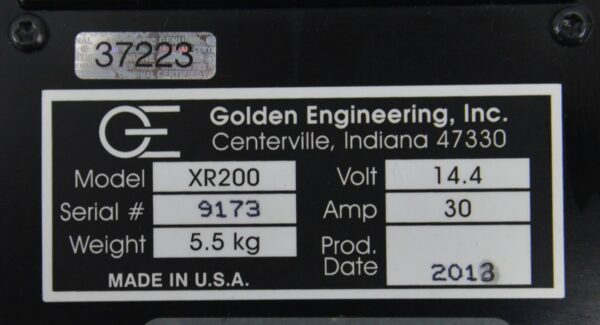 37223
Golden Engineering, Inc.
Centerville, Indiana 47330
Model XR200 Volt 14.4
Serial # 9173 Amp 30
Weight 5.5 kg Prod. Date 2013
MADE IN U.S.A.